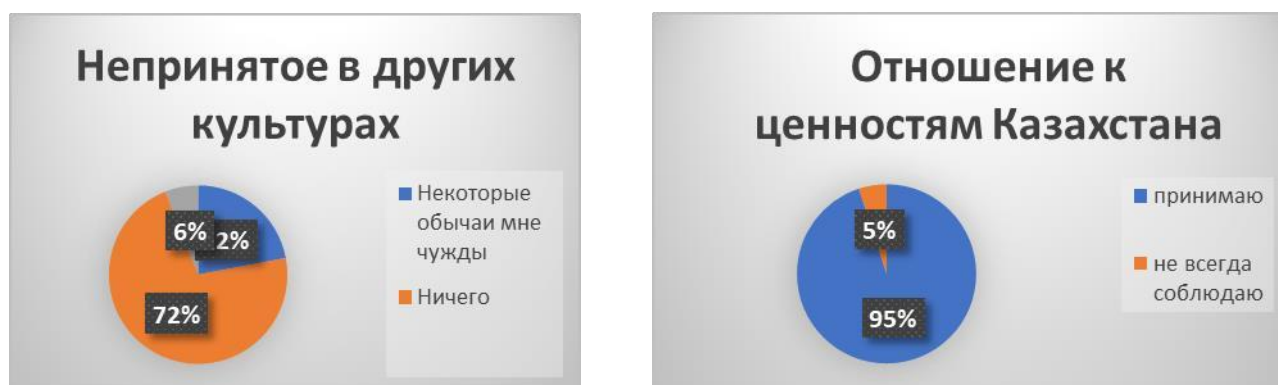 Непринятое в других
культурах
Некоторые
обычаи мне
чужды
Ничего
6%
72%
Отношение к
ценностям Казахстана
принимаю
не всегда
соблюдаю
5%
95%